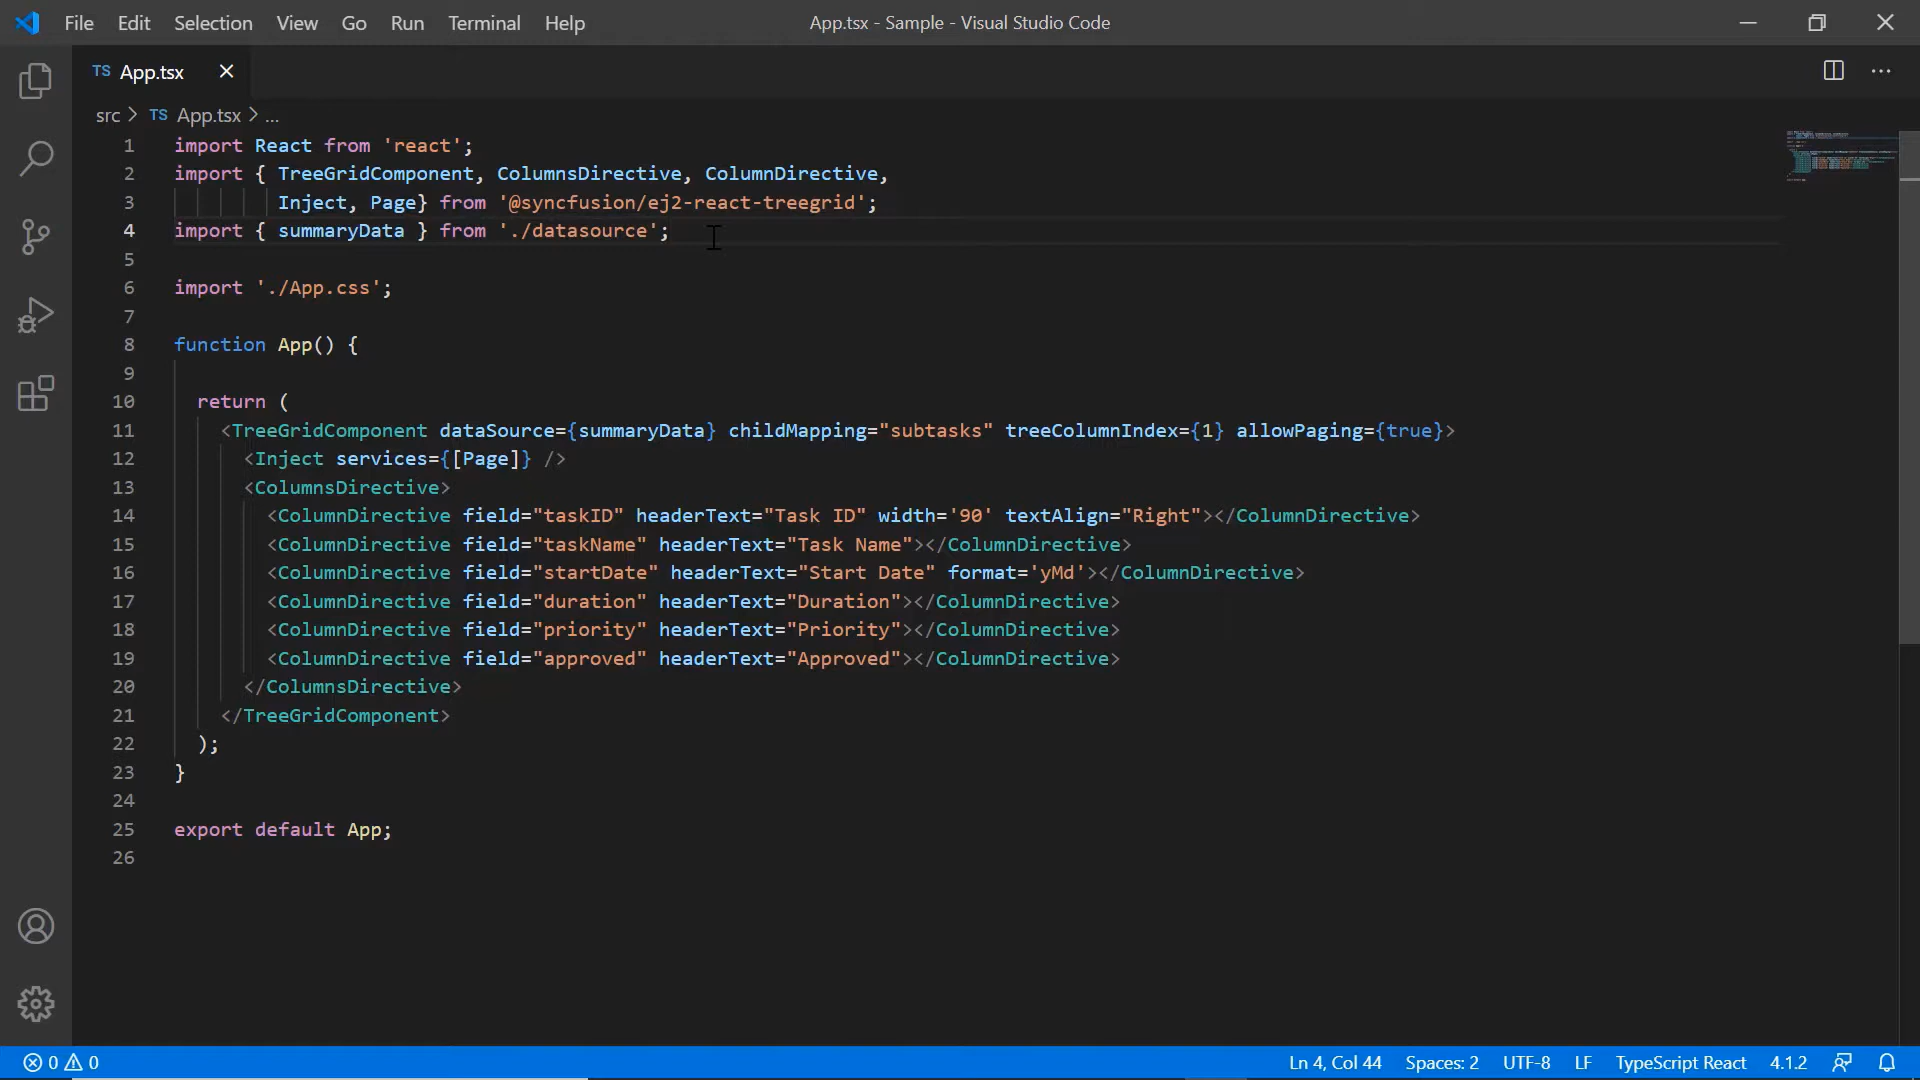 File Edit Selection View Go Run Terminal Help App.tsx - Sample - Visual Studio Code
TS App.tsx
src > TS App.tsx > ...
1 import React from 'react';
2 import { TreeGridComponent, ColumnsDirective, ColumnDirective,
3 Inject, Page} from '@syncfusion/ej2-react-treegrid';
4 import { summaryData } from './datasource';
5
6 import './App.css';
7
8 function App() {
9
10 return (
11 <TreeGridComponent dataSource={summaryData} childMapping="subtasks" treeColumnIndex={1} allowPaging={true}>
12 <Inject services={[Page]} />
13 <ColumnsDirective>
14 <ColumnDirective field="taskID" headerText="Task ID" width='90' textAlign="Right"></ColumnDirective>
15 <ColumnDirective field="taskName" headerText="Task Name"></ColumnDirective>
16 <ColumnDirective field="startDate" headerText="Start Date" format='yMd'></ColumnDirective>
17 <ColumnDirective field="duration" headerText="Duration"></ColumnDirective>
18 <ColumnDirective field="priority" headerText="Priority"></ColumnDirective>
19 <ColumnDirective field="approved" headerText="Approved"></ColumnDirective>
20 </ColumnsDirective>
21 </TreeGridComponent>
22 );
23 }
24
25 export default App;
26
0 0 Ln 4, Col 44 Spaces: 2 UTF-8 LF TypeScript React 4.1.2